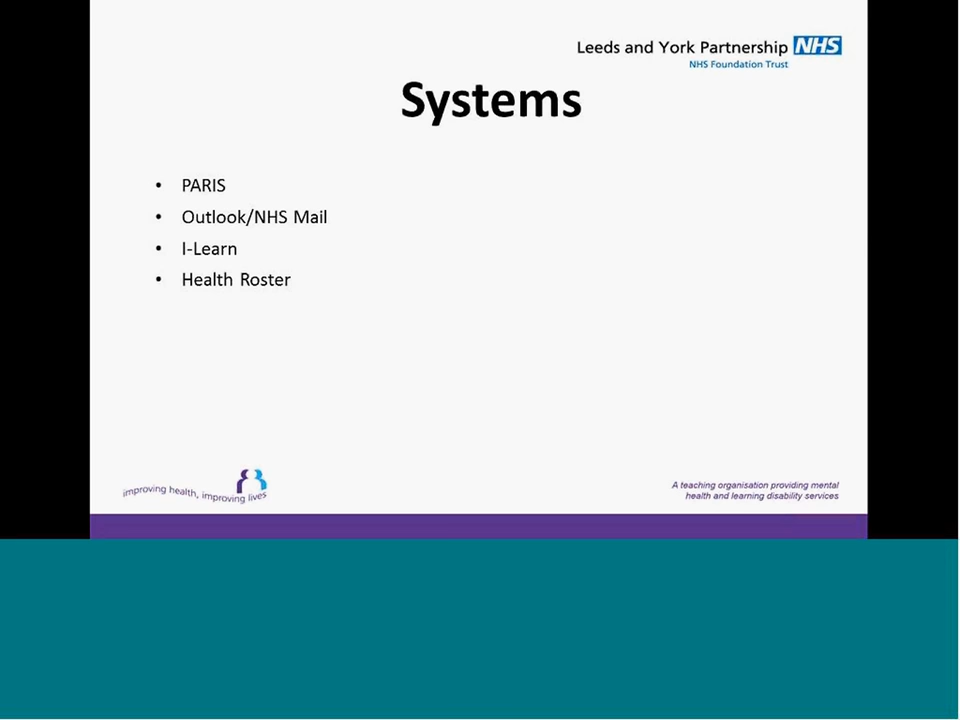 Leeds and York Partnership NHS
NHS Foundation Trust
Systems
• PARIS
• Outlook/NHS Mail
• I-Learn
• Health Roster
improving health, improving lives
A teaching organisation providing mental
health and learning disability services